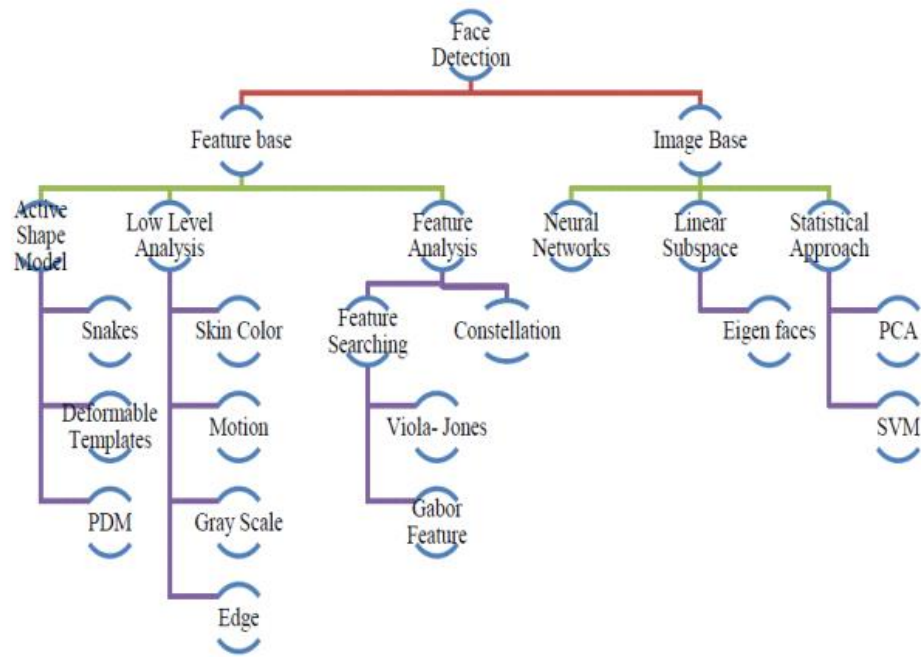 Face
Detection
Feature base
Image Base
Active
Shape
Model
Low Level
Analysis
Feature
Analysis
Neural
Networks
Linear
Subspace
Statistical
Approach
Snakes
Skin Color
Feature
Searching
Constellation
Eigen faces
PCA
Deformable
Templates
Motion
Viola- Jones
SVM
PDM
Gray Scale
Gabor
Feature
Edge